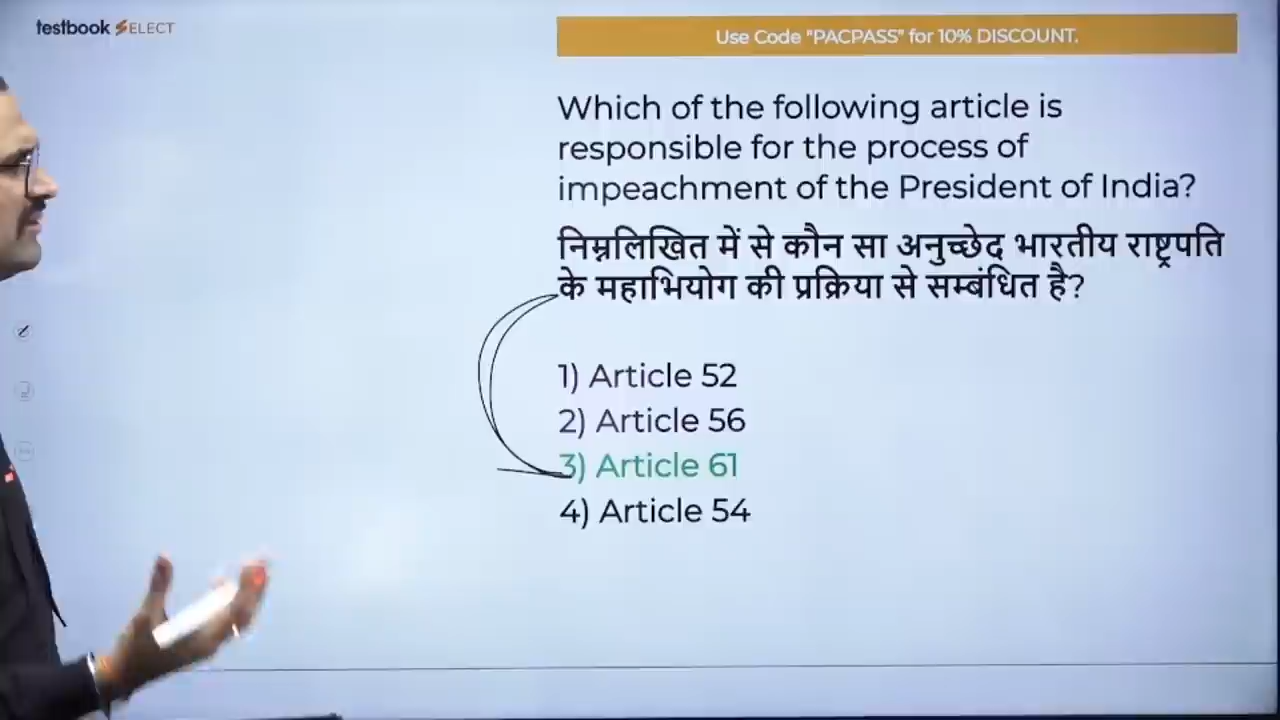 testbook SELECT
Use Code "PACPASS" for 10% DISCOUNT.
Which of the following article is
responsible for the process of
impeachment of the President of India?
निम्नलिखित में से कौन सा अनुच्छेद भारतीय राष्ट्रपति
के महाभियोग की प्रक्रिया से सम्बंधित है?
1) Article 52
2) Article 56
3) Article 61
4) Article 54